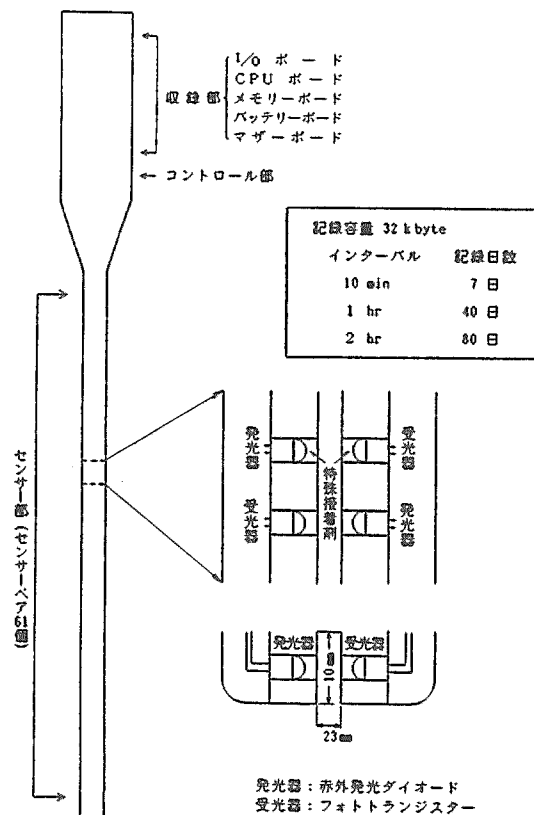 I/O ボード
CPU ボード
収録部
メモリーボード
バッテリーボード
マザーボード
コントロール部
記録容量 32 kbyte
インターバル 記録日数
10 min 7 日
1 hr 40 日
2 hr 80 日
センサー部(センサーペア61個)
発光器
受光器
特殊接着剤
受光器
発光器
発光器
受光器
10
23㎜
発光器:赤外発光ダイオード
受光器:フォトトランジスター